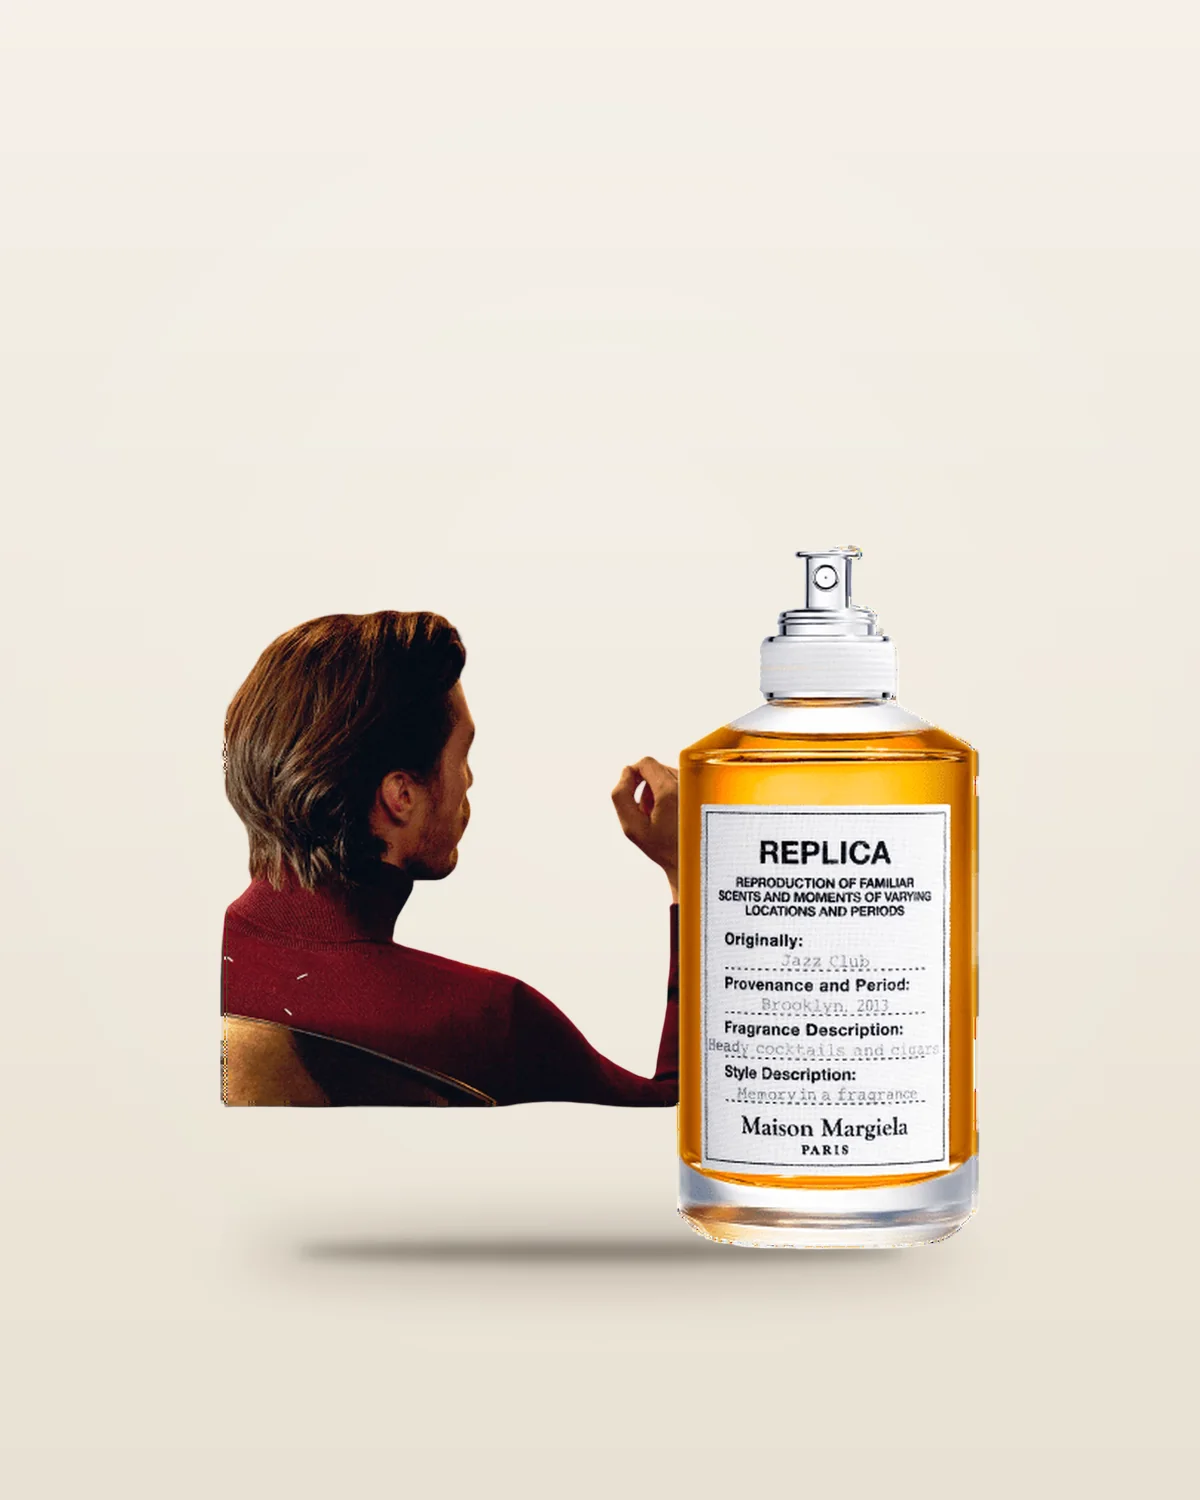 REPLICA
REPRODUCTION OF FAMILIAR
SCENTS AND MOMENTS OF VARYING
LOCATIONS AND PERIODS
Originally:
Jazz Club
Provenance and Period:
Brooklyn, 2013
Fragrance Description:
Heady cocktails and cigars
Style Description:
Memory in a fragrance
Maison Margiela
PARIS